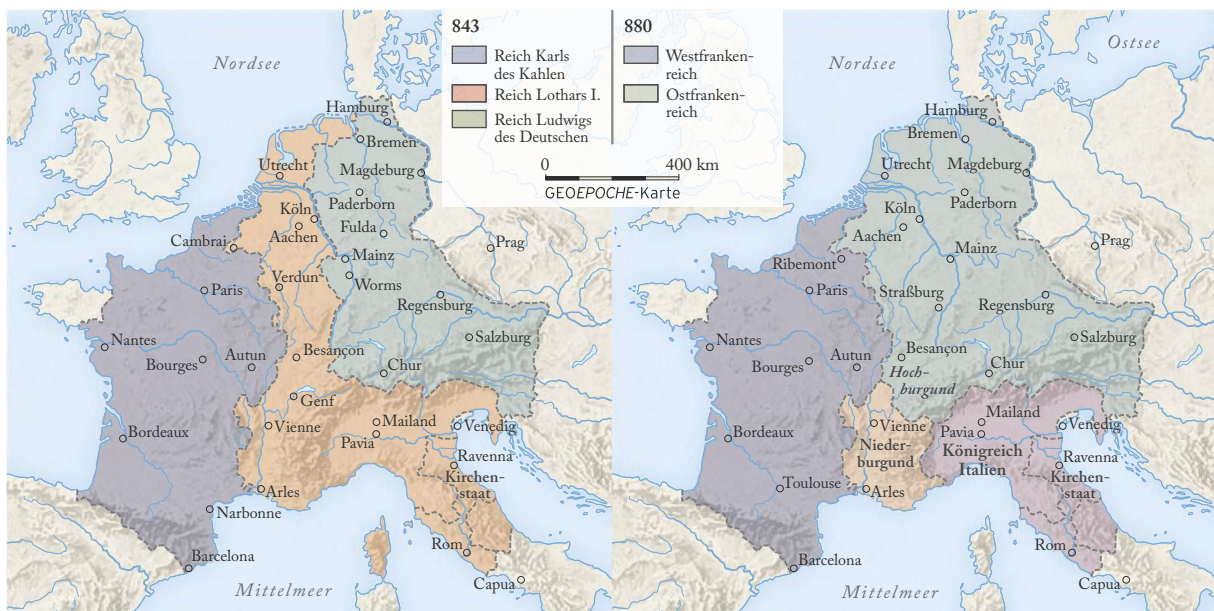 843
Reich Karls
des Kahlen
Reich Lothars I.
Reich Ludwigs
des Deutschen
880
Westfranken-
reich
Ostfranken-
reich
0 400 km
GEOEPOCHE-Karte
Nordsee
Hamburg
Bremen
Utrecht
Magdeburg
Paderborn
Köln
Aachen
Fulda
Cambrai
Prag
Mainz
Verdun
Worms
Paris
Regensburg
Nantes
Salzburg
Bourges
Autun
Besançon
Chur
Genf
Vienne
Mailand
Venedig
Bordeaux
Pavia
Ravenna
Kirchen-
staat
Arles
Narbonne
Rom
Barcelona
Capua
Mittelmeer
Ostsee
Nordsee
Hamburg
Bremen
Utrecht
Magdeburg
Paderborn
Köln
Aachen
Prag
Mainz
Ribemont
Paris
Straßburg
Regensburg
Nantes
Salzburg
Bourges
Autun
Besançon
Hoch-
burgund
Chur
Mailand
Vienne
Venedig
Bordeaux
Pavia
Nieder-
burgund
Königreich
Italien
Ravenna
Kirchen-
staat
Toulouse
Arles
Rom
Barcelona
Capua
Mittelmeer